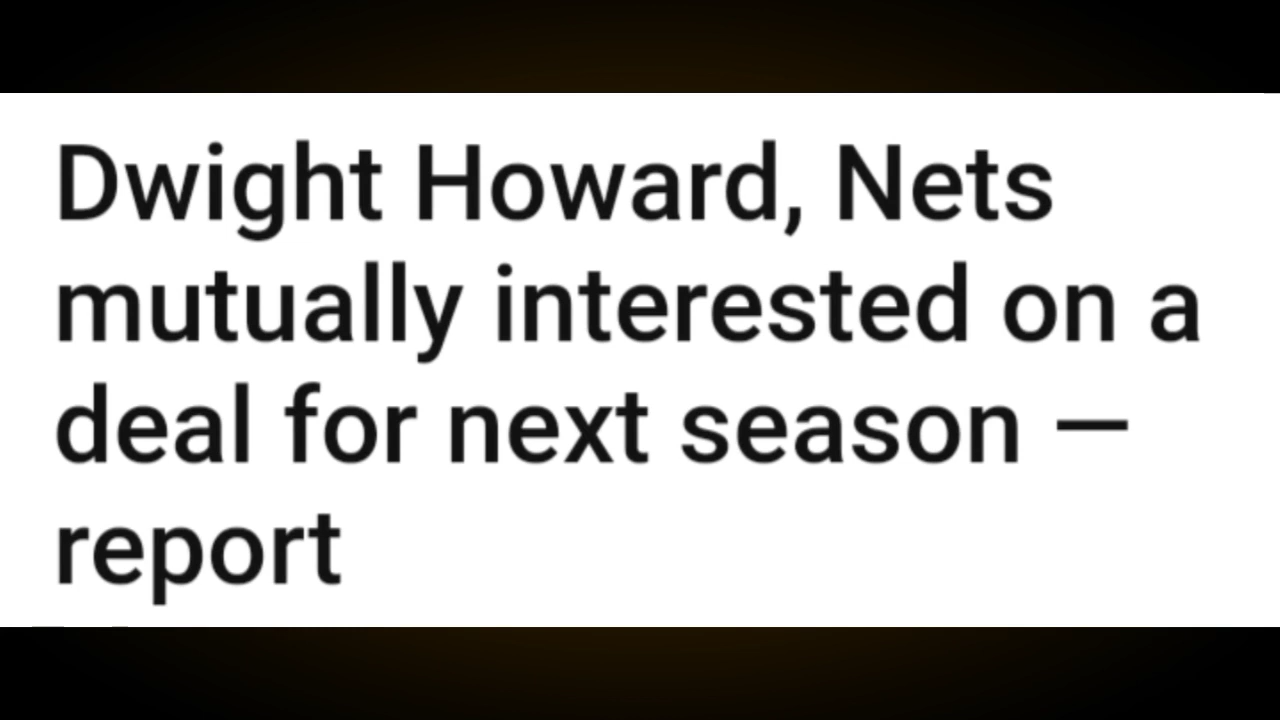 Dwight Howard, Nets
mutually interested on a
deal for next season —
report